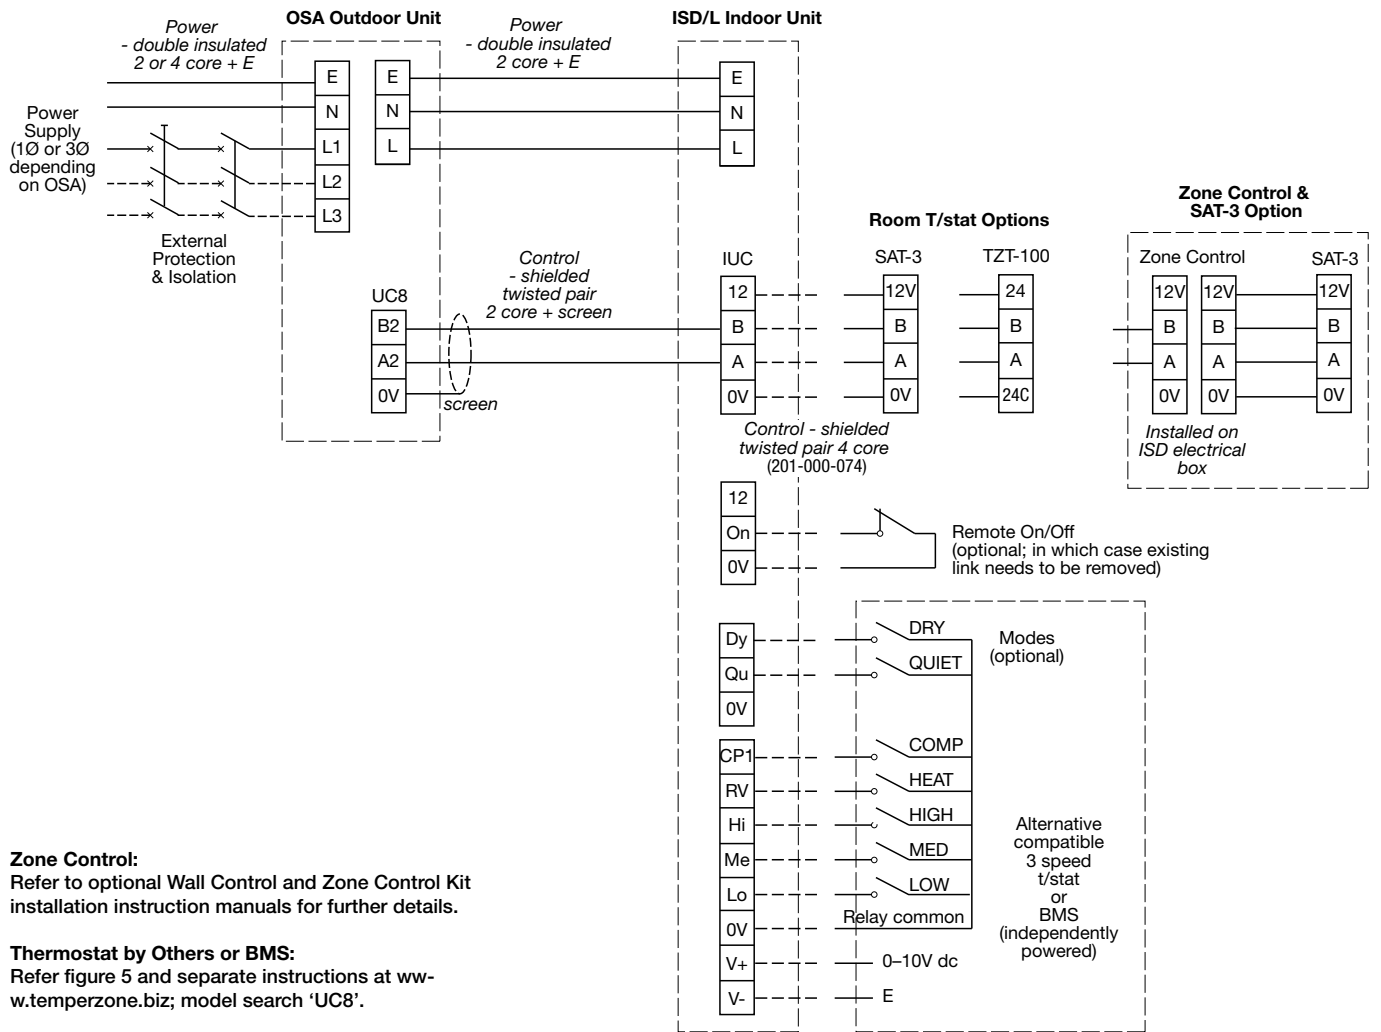 OSA Outdoor Unit
ISD/L Indoor Unit
Power
- double insulated
2 or 4 core + E
Power
- double insulated
2 core + E
E
N
L1
L2
L3
E
N
L
E
N
L
Power
Supply
(1Ø or 3Ø
depending
on OSA)
External
Protection
& Isolation
Control
- shielded
twisted pair
2 core + screen
UC8
B2
A2
0V
screen
IUC
12
B
A
0V
Room T/stat Options
SAT-3
12V
B
A
0V
TZT-100
24
B
A
24C
Zone Control &
SAT-3 Option
Zone Control
12V
B
A
0V
12V
B
A
0V
SAT-3
12V
B
A
0V
Installed on
ISD electrical
box
Control - shielded
twisted pair 4 core
(201-000-074)
12
On
0V
Remote On/Off
(optional; in which case existing
link needs to be removed)
Dy
Qu
0V
DRY
QUIET
Modes
(optional)
CP1
RV
Hi
Me
Lo
0V
V+
V-
COMP
HEAT
HIGH
MED
LOW
Relay common
0–10V dc
E
Alternative
compatible
3 speed
t/stat
or
BMS
(independently
powered)
Zone Control:
Refer to optional Wall Control and Zone Control Kit
installation instruction manuals for further details.
Thermostat by Others or BMS:
Refer figure 5 and separate instructions at ww-
w.temperzone.biz; model search ‘UC8’.